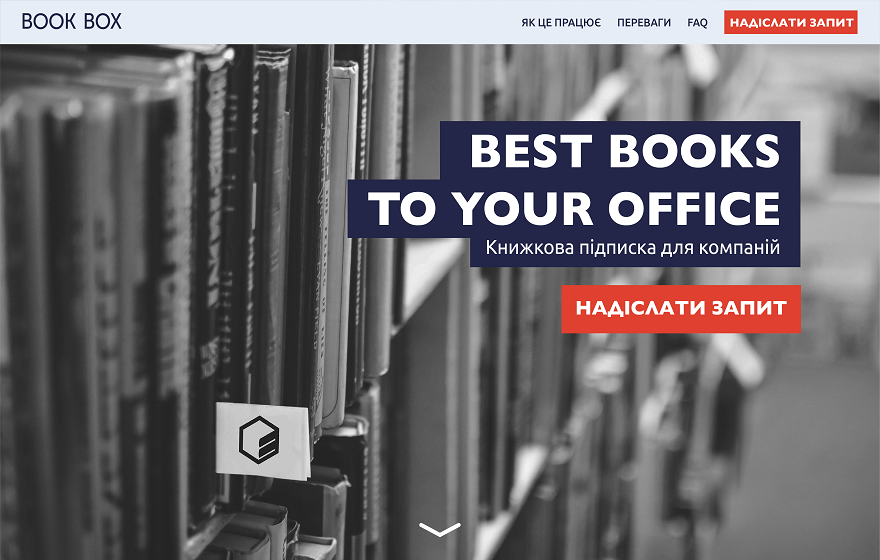 BOOK BOX
ЯК ЦЕ ПРАЦЮЄ ПЕРЕВАГИ FAQ НАДІСЛАТИ ЗАПИТ
BEST BOOKS
TO YOUR OFFICE
Книжкова підписка для компаній
НАДІСЛАТИ ЗАПИТ